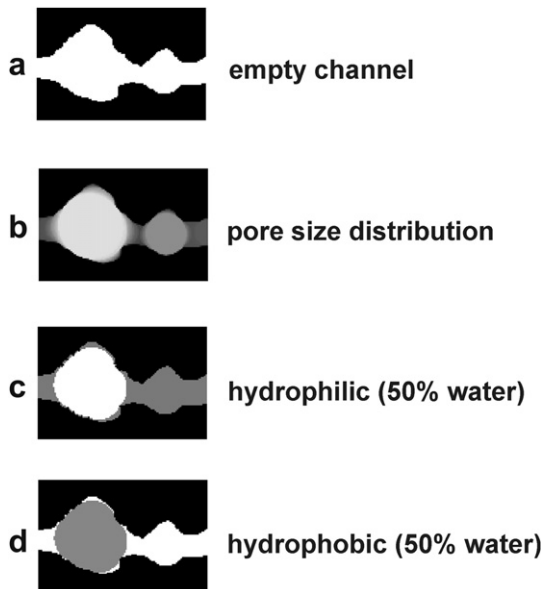 a empty channel
b pore size distribution
c hydrophilic (50% water)
d hydrophobic (50% water)